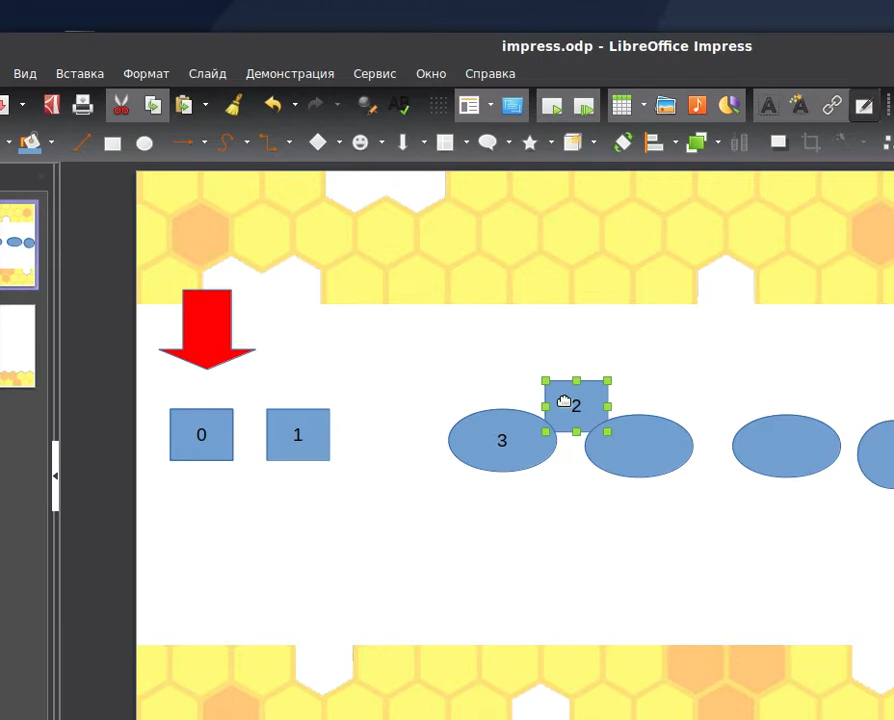 impress.odp - LibreOffice Impress
Вид Вставка Формат Слайд Демонстрация Сервис Окно Справка
2
0 1 3